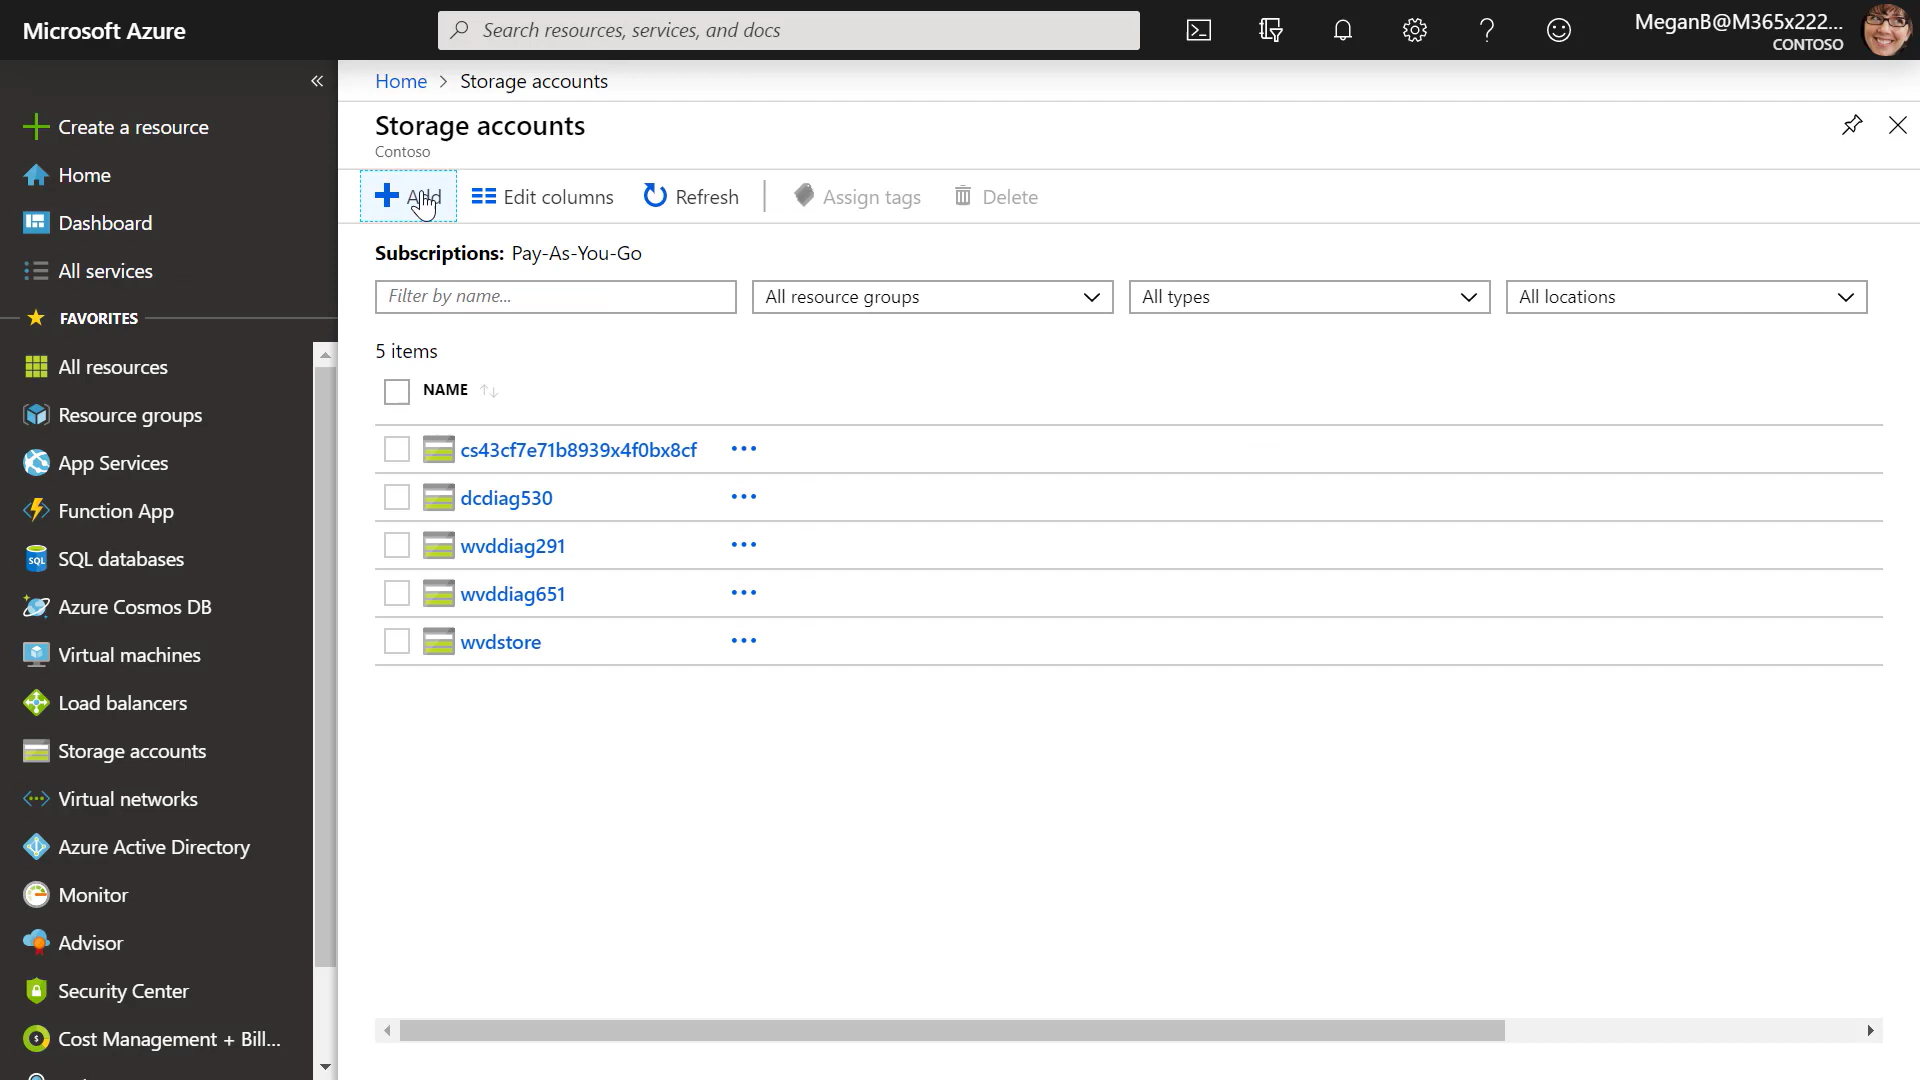 Microsoft Azure
Search resources, services, and docs
MeganB@M365x222...
CONTOSO
Create a resource
Home
Dashboard
All services
FAVORITES
All resources
Resource groups
App Services
Function App
SQL databases
Azure Cosmos DB
Virtual machines
Load balancers
Storage accounts
Virtual networks
Azure Active Directory
Monitor
Advisor
Security Center
Cost Management + Bill...
Home > Storage accounts
Storage accounts
Contoso
Add Edit columns Refresh Assign tags Delete
Subscriptions: Pay-As-You-Go
Filter by name... All resource groups All types All locations
5 items
NAME
cs43cf7e71b8939x4f0bx8cf
dcdiag530
wvddiag291
wvddiag651
wvdstore